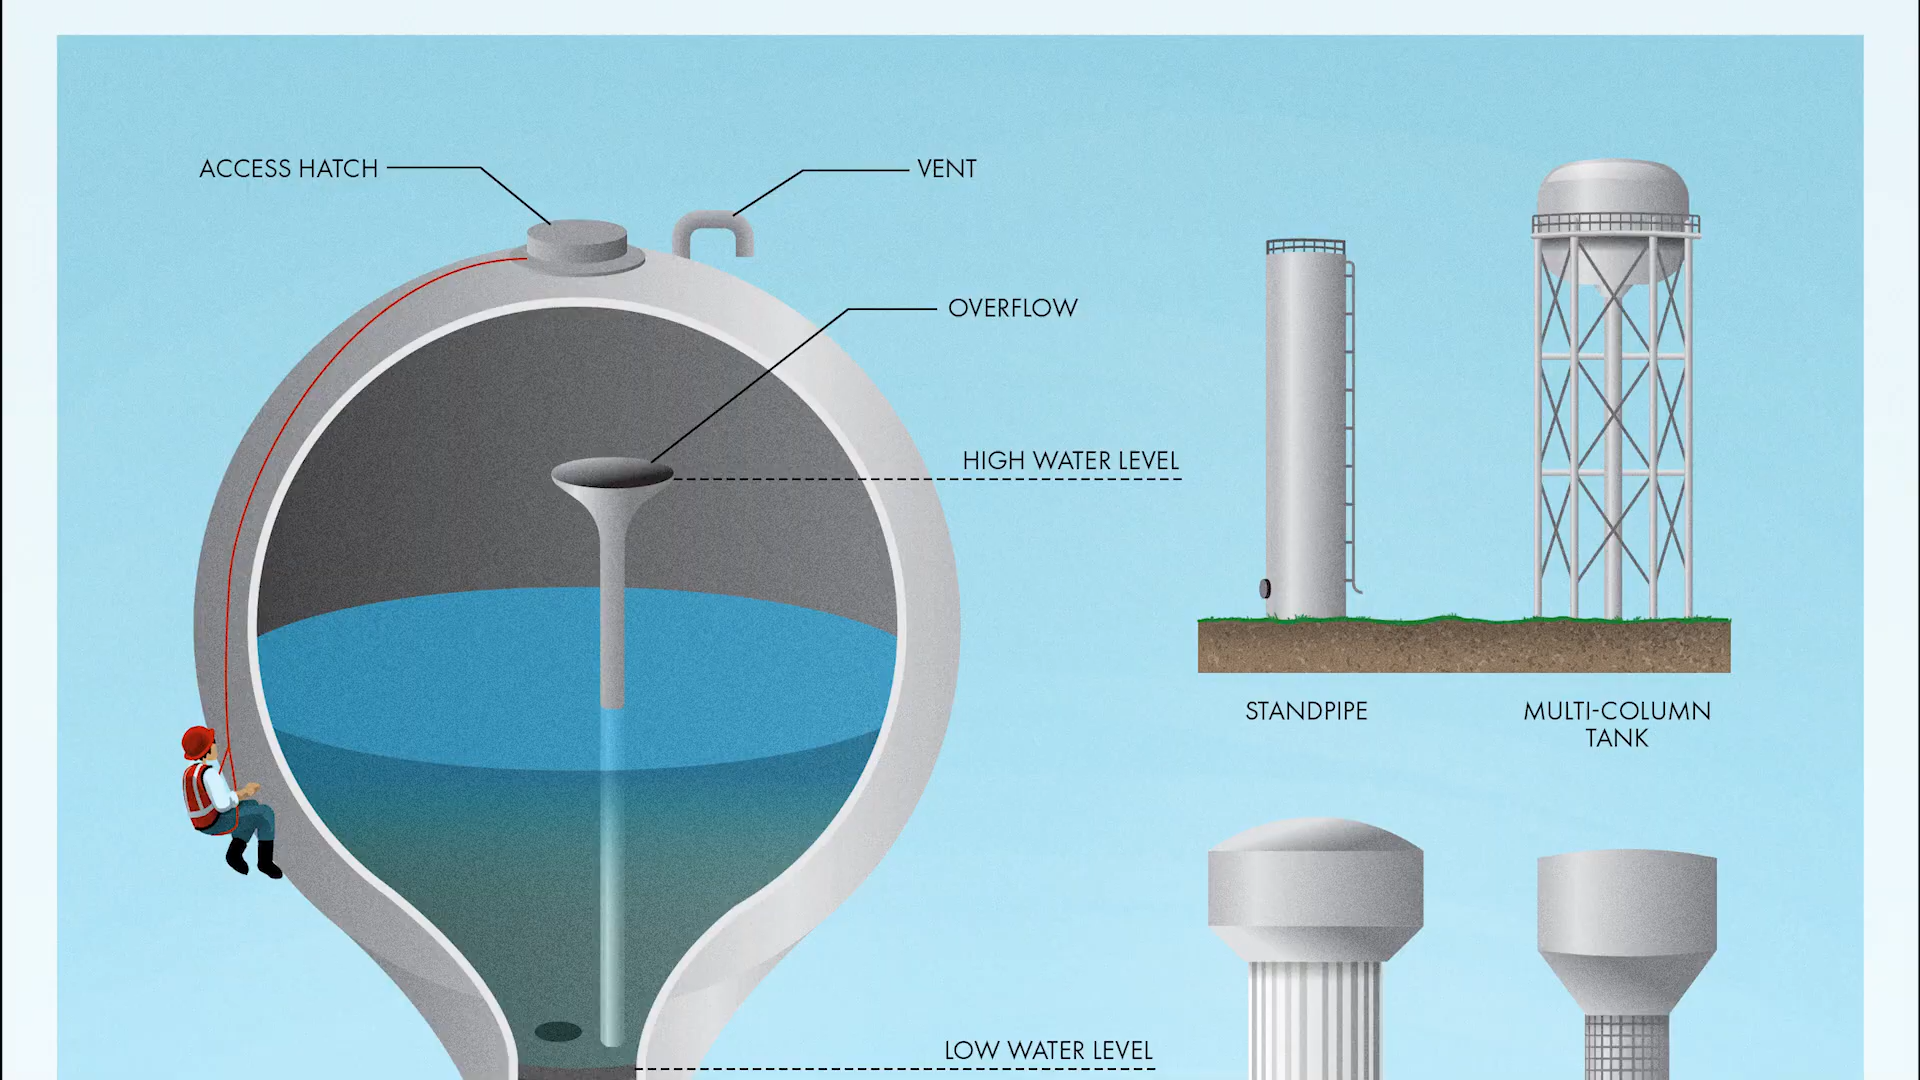 ACCESS HATCH
VENT
OVERFLOW
HIGH WATER LEVEL
STANDPIPE
MULTI-COLUMN
TANK
LOW WATER LEVEL